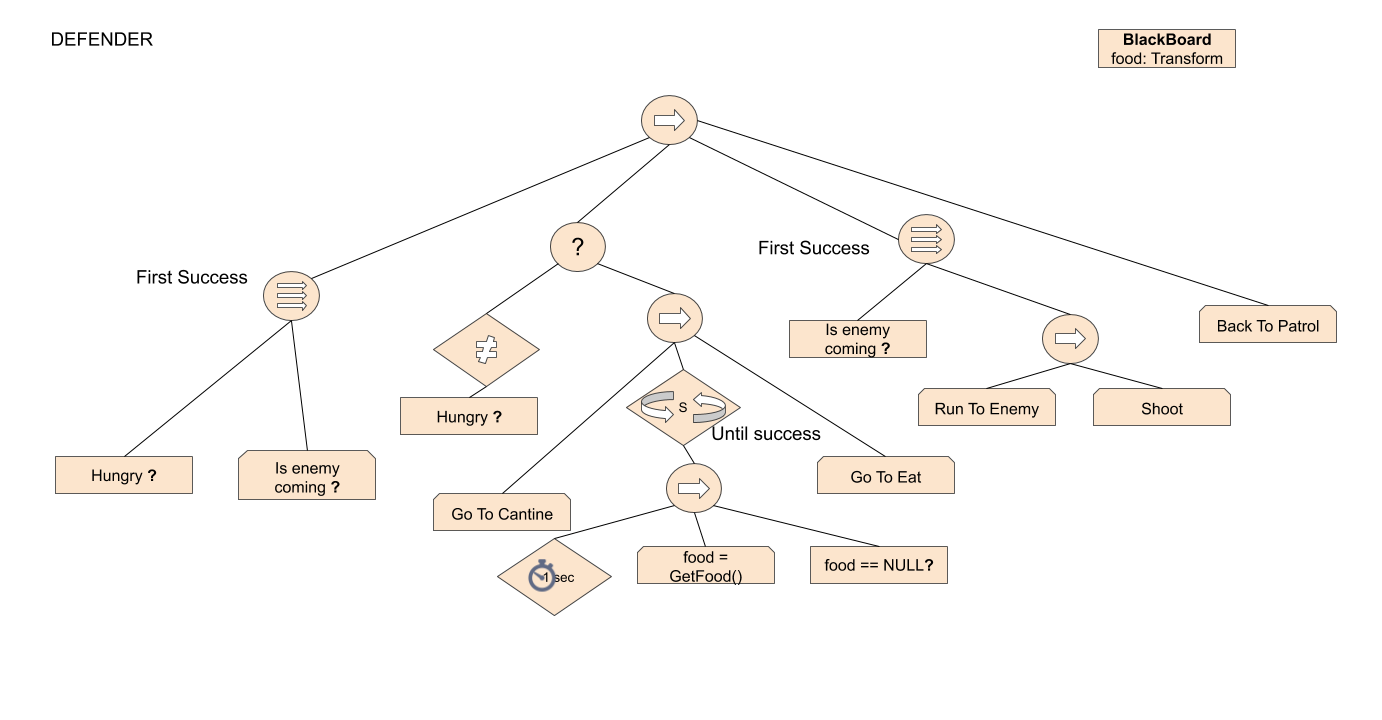 DEFENDER
BlackBoard
food: Transform
?
First Success
First Success
Is enemy
coming ?
Back To Patrol
Hungry ?
Run To Enemy
Shoot
S
Until success
Hungry ?
Is enemy
coming ?
Go To Cantine
Go To Eat
1 sec
food =
GetFood()
food == NULL?